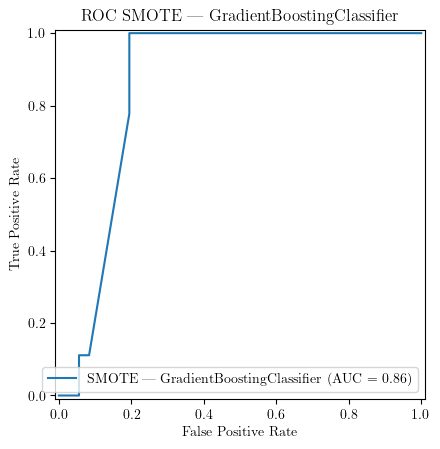 ROC SMOTE — GradientBoostingClassifier
1.0
0.8
0.6
0.4
0.2
0.0
True Positive Rate
SMOTE — GradientBoostingClassifier (AUC = 0.86)
0.0 0.2 0.4 0.6 0.8 1.0
False Positive Rate